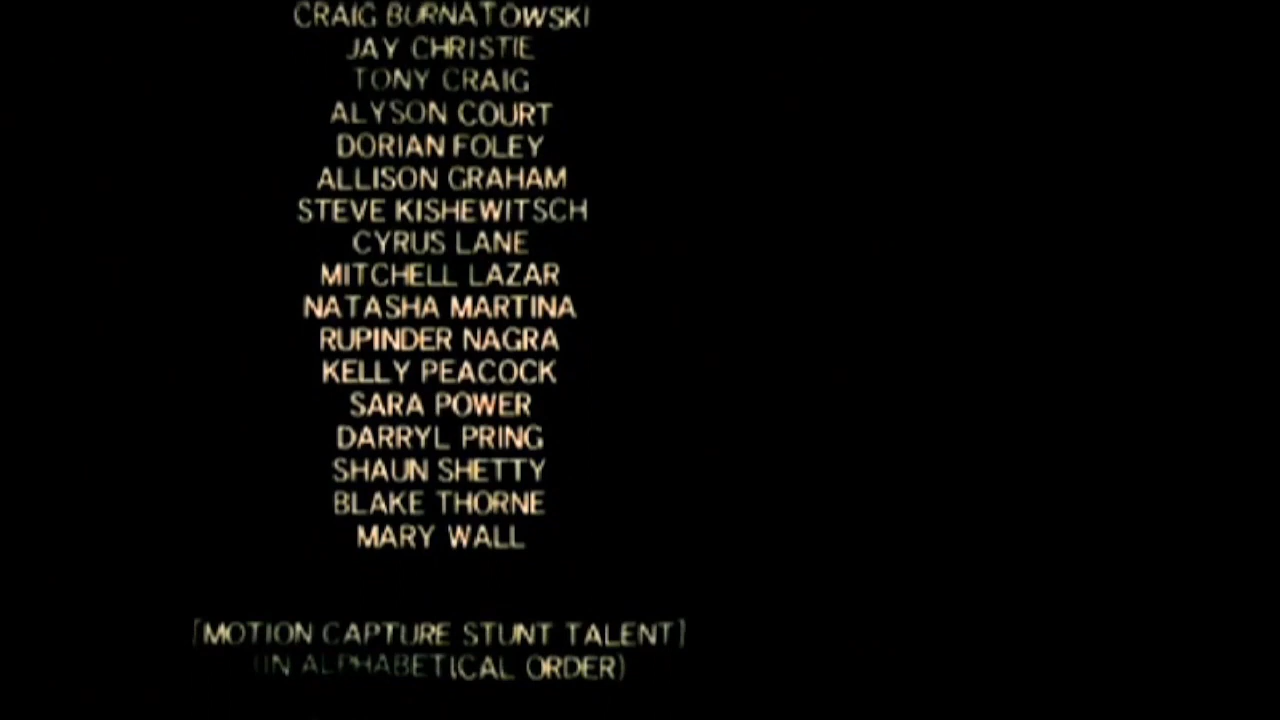 CRAIG BURNATOWSKI
JAY CHRISTIE
TONY CRAIG
ALYSON COURT
DORIAN FOLEY
ALLISON GRAHAM
STEVE KISHEWITSCH
CYRUS LANE
MITCHELL LAZAR
NATASHA MARTINA
RUPINDER NAGRA
KELLY PEACOCK
SARA POWER
DARRYL PRING
SHAUN SHETTY
BLAKE THORNE
MARY WALL
[MOTION CAPTURE STUNT TALENT]
(IN ALPHABETICAL ORDER)